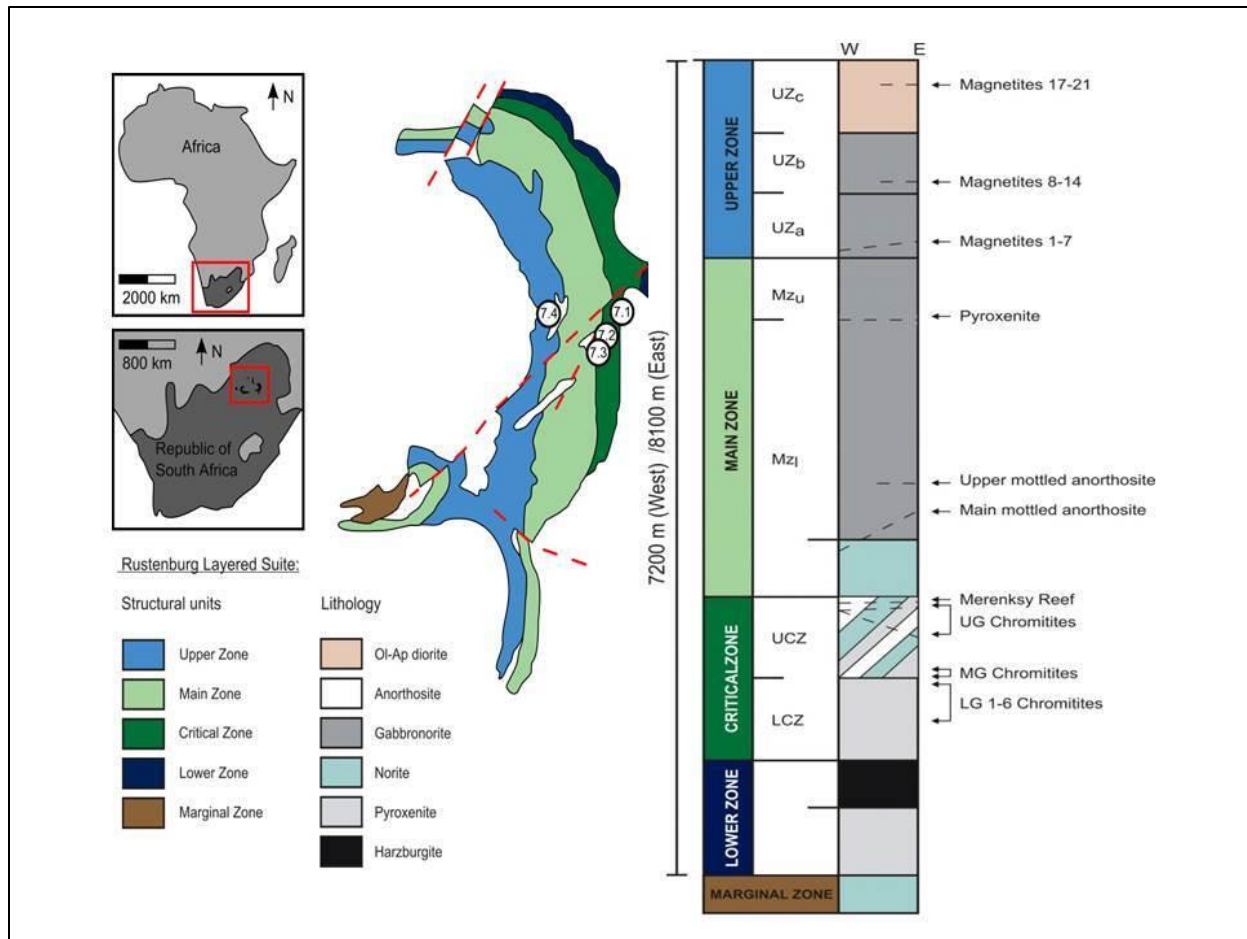 N
Africa
2000 km
800 km
N
Republic of
South Africa
Rustenburg Layered Suite:
Structural units
Upper Zone
Main Zone
Critical Zone
Lower Zone
Marginal Zone
Lithology
Ol-Ap diorite
Anorthosite
Gabbronorite
Norite
Pyroxenite
Harzburgite
7.4
7.1
7.2
7.3
7200 m (West) /8100 m (East)
W E
UPPER ZONE
UZc
UZb
UZa
MAIN ZONE
Mzu
Mzl
CRITICALZONE
UCZ
LCZ
LOWER ZONE
MARGINAL ZONE
Magnetites 17-21
Magnetites 8-14
Magnetites 1-7
Pyroxenite
Upper mottled anorthosite
Main mottled anorthosite
Merenksy Reef
UG Chromitites
MG Chromitites
LG 1-6 Chromitites